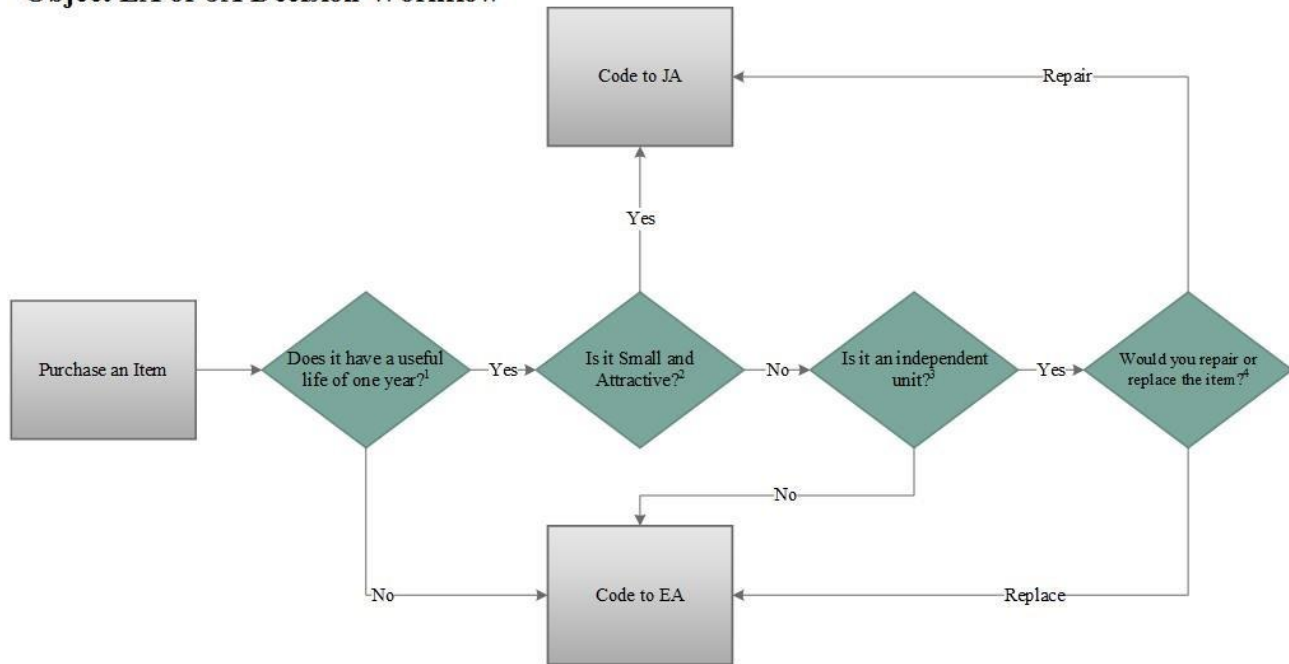 Code to JA
Repair
Yes
Purchase an Item
Does it have a useful
life of one year?¹
Yes
Is it Small and
Attractive?²
No
Is it an independent
unit?³
Yes
Would you repair or
replace the item?⁴
No
No
Code to EA
Replace